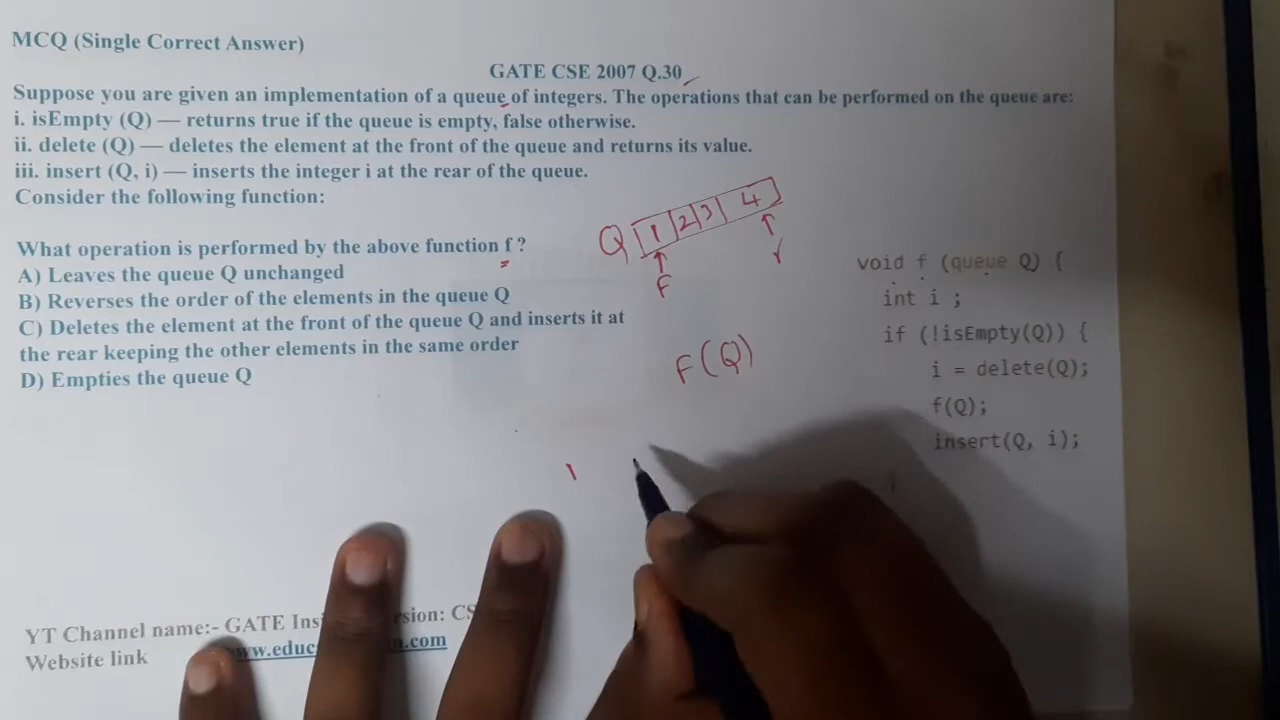 MCQ (Single Correct Answer)
GATE CSE 2007 Q.30
Suppose you are given an implementation of a queue of integers. The operations that can be performed on the queue are:
i. isEmpty (Q) — returns true if the queue is empty, false otherwise.
ii. delete (Q) — deletes the element at the front of the queue and returns its value.
iii. insert (Q, i) — inserts the integer i at the rear of the queue.
Consider the following function:
What operation is performed by the above function f ?
A) Leaves the queue Q unchanged
B) Reverses the order of the elements in the queue Q
C) Deletes the element at the front of the queue Q and inserts it at
the rear keeping the other elements in the same order
D) Empties the queue Q
Q 1 2 3 4
F r
F(Q)
void f (queue Q) {
int i ;
if (!isEmpty(Q)) {
i = delete(Q);
f(Q);
insert(Q, i);
YT Channel name:- GATE CS
Website link .com